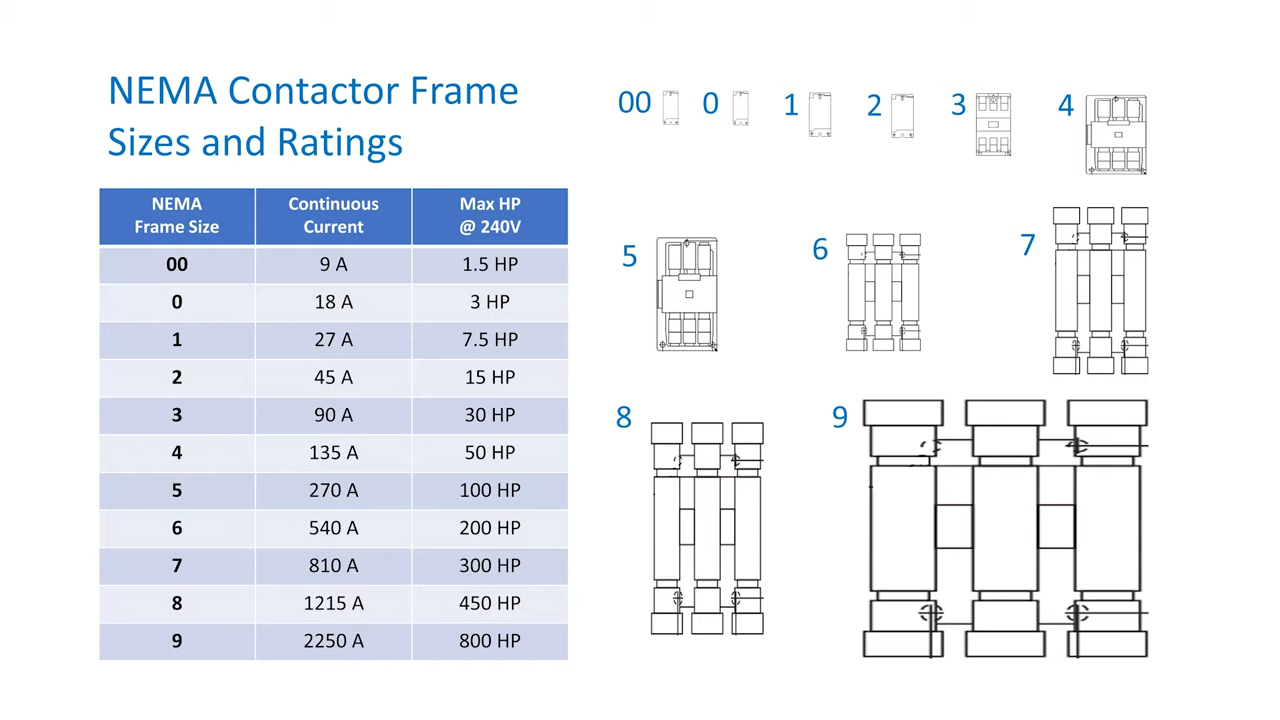 NEMA Contactor Frame
Sizes and Ratings
NEMA Frame Size | Continuous Current | Max HP @ 240V
00 | 9 A | 1.5 HP
0 | 18 A | 3 HP
1 | 27 A | 7.5 HP
2 | 45 A | 15 HP
3 | 90 A | 30 HP
4 | 135 A | 50 HP
5 | 270 A | 100 HP
6 | 540 A | 200 HP
7 | 810 A | 300 HP
8 | 1215 A | 450 HP
9 | 2250 A | 800 HP
00 0 1 2 3 4
5 6 7
8 9